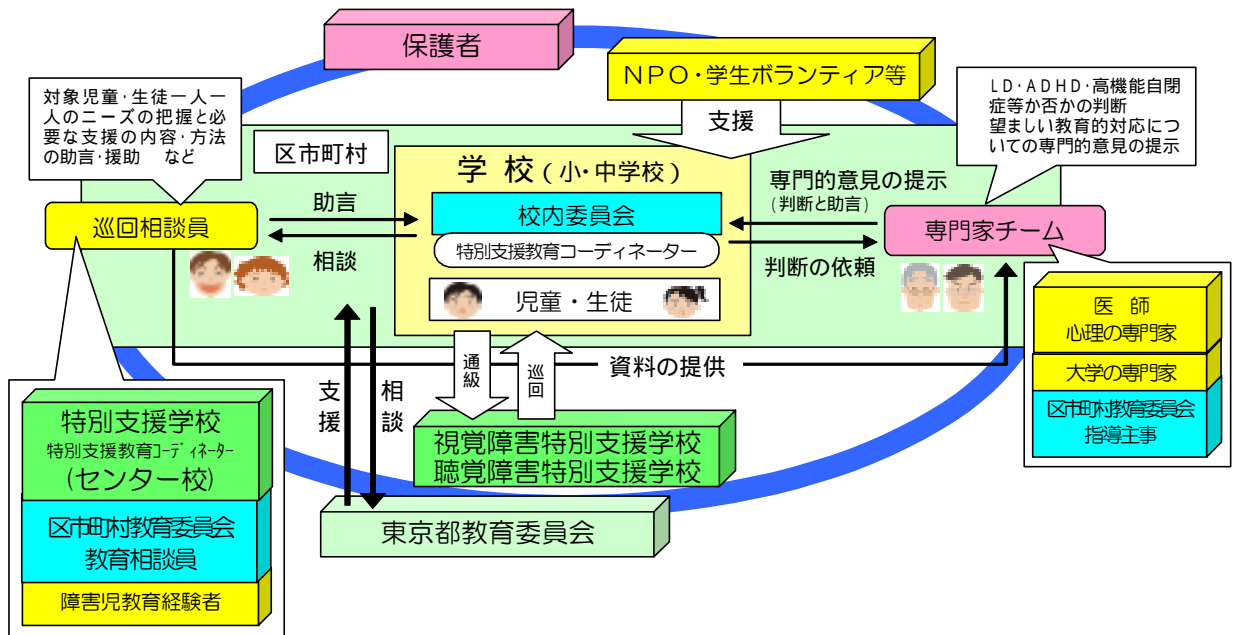 保護者
NPO・学生ボランティア等
対象児童・生徒一人一
人のニーズの把握と必
要な支援の内容・方法
の助言・援助　など
LD・ADHD・高機能自閉
症等か否かの判断
望ましい教育的対応につ
いての専門的意見の提示
支援
区市町村
学 校（小・中学校）
校内委員会
特別支援教育コーディネーター
児童・生徒
巡回相談員
助言
相談
専門的意見の提示
(判断と助言)
判断の依頼
専門家チーム
医 師
心理の専門家
大学の専門家
区市町村教育委員会
指導主事
通級
巡回
資料の提供
支援
相談
視覚障害特別支援学校
聴覚障害特別支援学校
東京都教育委員会
特別支援学校
特別支援教育ｺｰﾃﾞｨﾈｰﾀｰ
(センター校)
区市町村教育委員会
教育相談員
障害児教育経験者